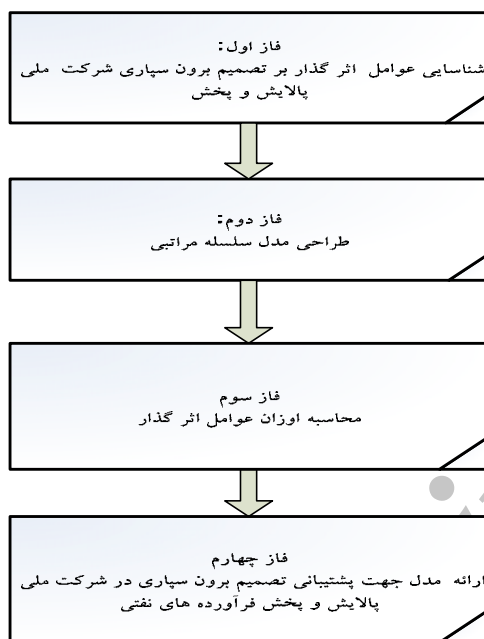 فاز اول:
شناسایی عوامل اثر گذار بر تصمیم برون سپاری شرکت ملی
پالایش و پخش
فاز دوم:
طراحی مدل سلسله مراتبی
فاز سوم
محاسبه اوزان عوامل اثر گذار
فاز چهارم
ارائه مدل جهت پشتیبانی تصمیم برون سپاری در شرکت ملی
پالایش و پخش فرآورده های نفتی